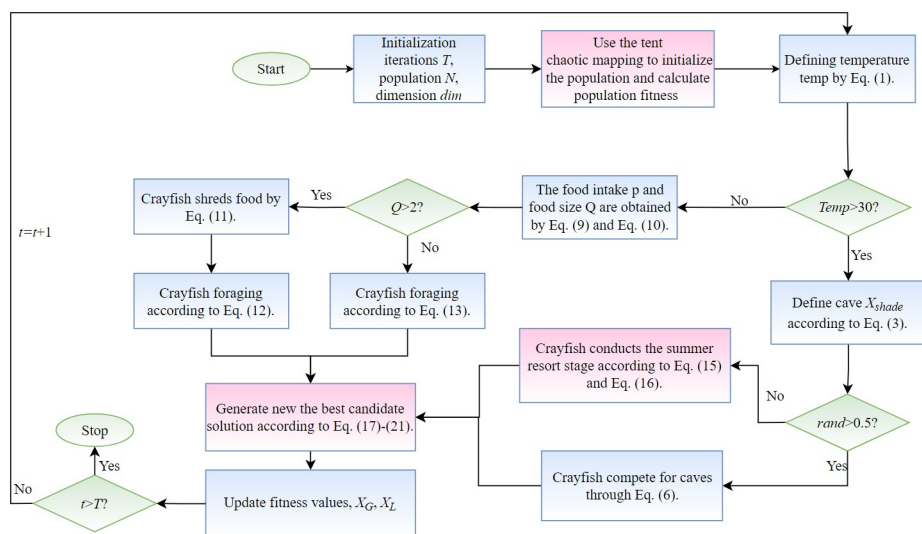 Start
Initialization
iterations T,
population N,
dimension dim
Use the tent
chaotic mapping to initialize
the population and calculate
population fitness
Defining temperature
temp by Eq. (1).
Temp>30?
No
Yes
The food intake p and
food size Q are obtained
by Eq. (9) and Eq. (10).
Q>2?
Yes
No
Crayfish shreds food by
Eq. (11).
t=t+1
Crayfish foraging
according to Eq. (12).
Crayfish foraging
according to Eq. (13).
Define cave Xshade
according to Eq. (3).
Crayfish conducts the summer
resort stage according to Eq. (15)
and Eq. (16).
No
rand>0.5?
Yes
Generate new the best candidate
solution according to Eq. (17)-(21).
Crayfish compete for caves
through Eq. (6).
Stop
Yes
No
t>T?
Update fitness values, XG, XL